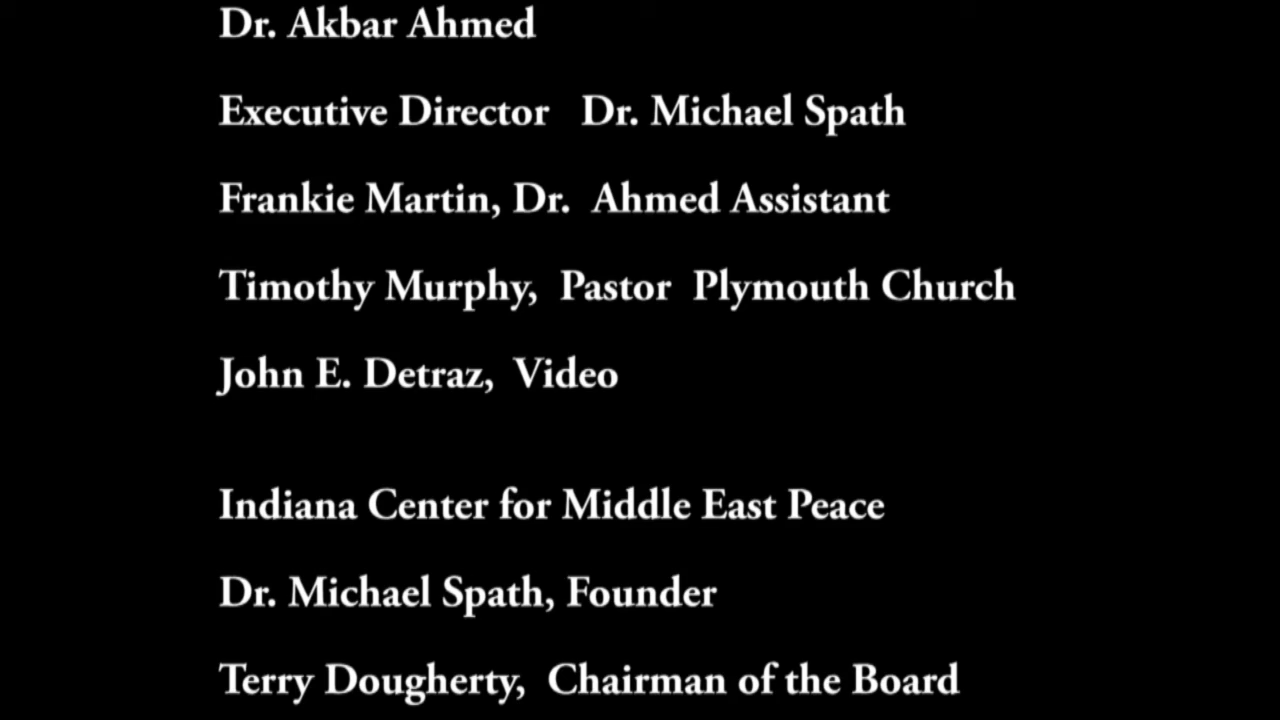 Dr. Akbar Ahmed
Executive Director   Dr. Michael Spath
Frankie Martin, Dr.  Ahmed Assistant
Timothy Murphy,  Pastor  Plymouth Church
John E. Detraz,  Video
Indiana Center for Middle East Peace
Dr. Michael Spath, Founder
Terry Dougherty,  Chairman of the Board